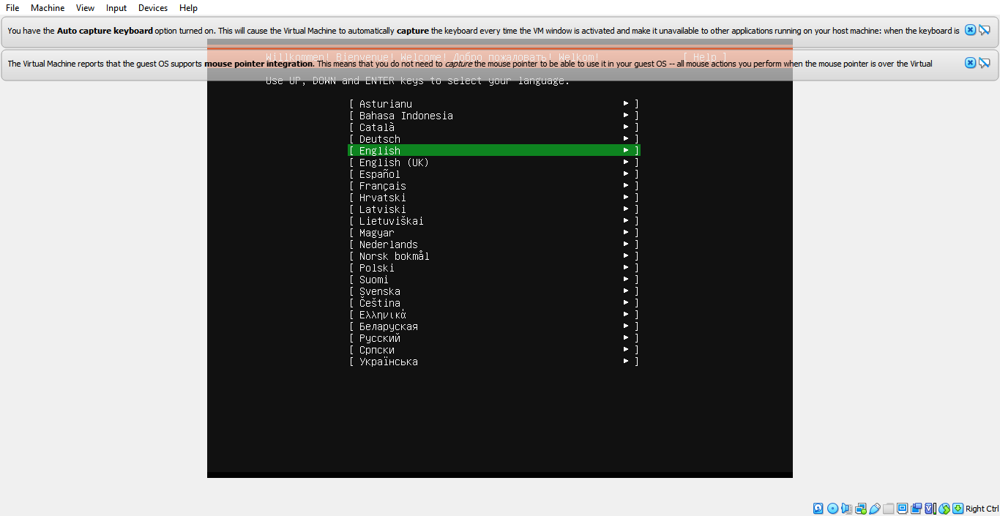 File Machine View Input Devices Help
You have the Auto capture keyboard option turned on. This will cause the Virtual Machine to automatically capture the keyboard every time the VM window is activated and make it unavailable to other applications running on your host machine: when the keyboard is
Willkommen! Bienvenue! Welcome! Добро пожаловать! Welkom! [ Help ]
The Virtual Machine reports that the guest OS supports mouse pointer integration. This means that you do not need to capture the mouse pointer to be able to use it in your guest OS -- all mouse actions you perform when the mouse pointer is over the Virtual
Use UP, DOWN and ENTER keys to select your language.
[ Asturianu ▸ ]
[ Bahasa Indonesia ▸ ]
[ Català ▸ ]
[ Deutsch ▸ ]
[ English ▸ ]
[ English (UK) ▸ ]
[ Español ▸ ]
[ Français ▸ ]
[ Hrvatski ▸ ]
[ Latviski ▸ ]
[ Lietuviškai ▸ ]
[ Magyar ▸ ]
[ Nederlands ▸ ]
[ Norsk bokmål ▸ ]
[ Polski ▸ ]
[ Suomi ▸ ]
[ Svenska ▸ ]
[ Čeština ▸ ]
[ Ελληνικά ▸ ]
[ Беларуская ▸ ]
[ Русский ▸ ]
[ Српски ▸ ]
[ Українська ▸ ]
Right Ctrl